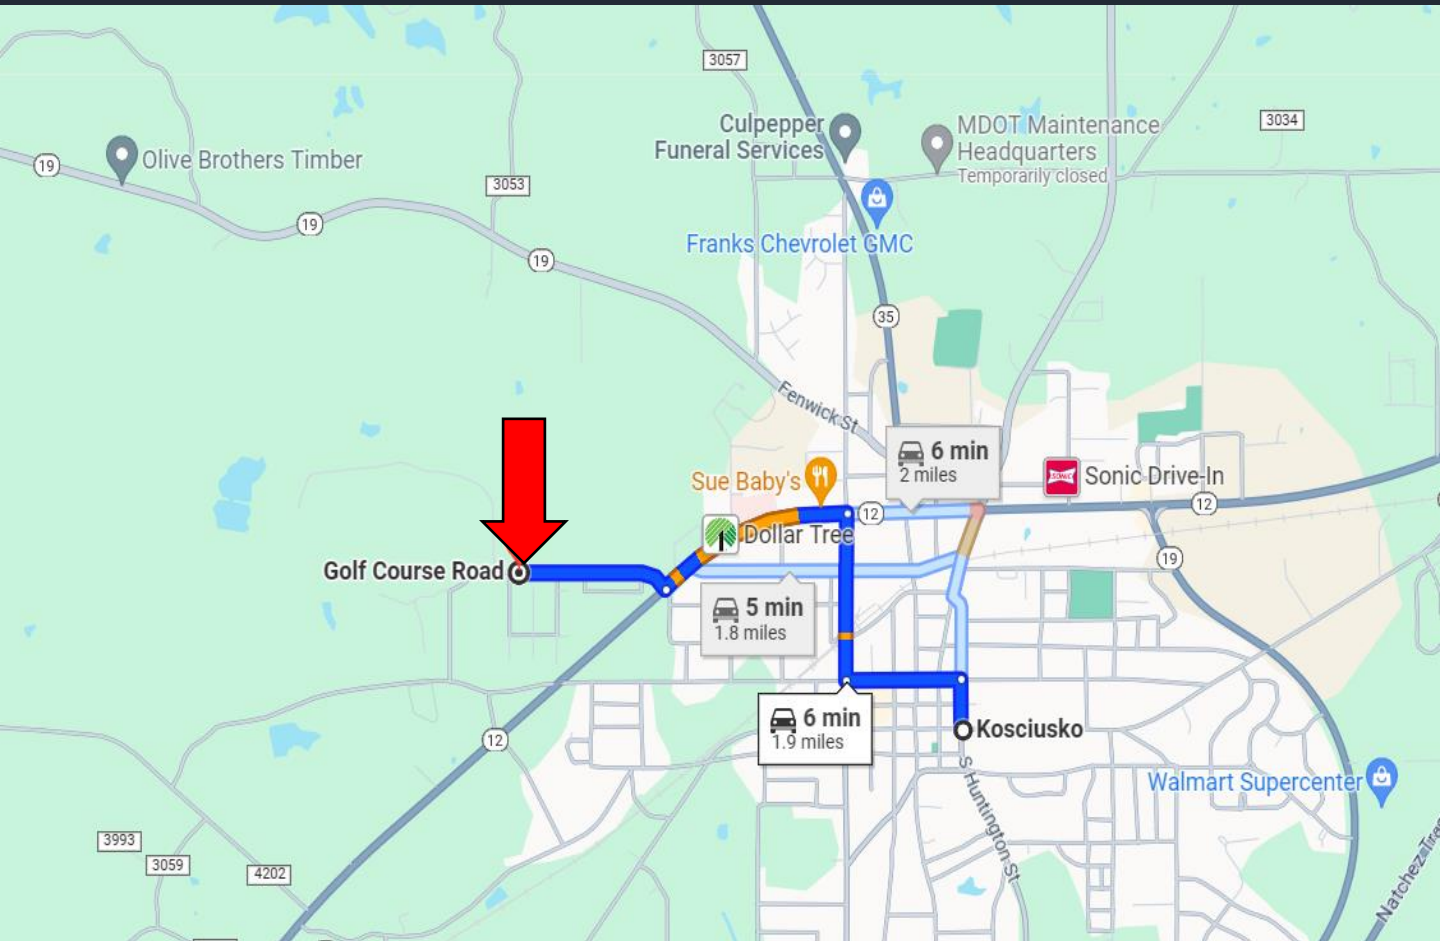 3057
Culpepper
Funeral Services
MDOT Maintenance
Headquarters
Temporarily closed
3034
19
Olive Brothers Timber
3053
19
19
Franks Chevrolet GMC
35
Fenwick St
6 min
2 miles
Sue Baby's
Sonic Drive-In
SONIC
12
12
Dollar Tree
19
Golf Course Road
5 min
1.8 miles
6 min
1.9 miles
Kosciusko
12
S Huntington St
Walmart Supercenter
3993
3059
4202